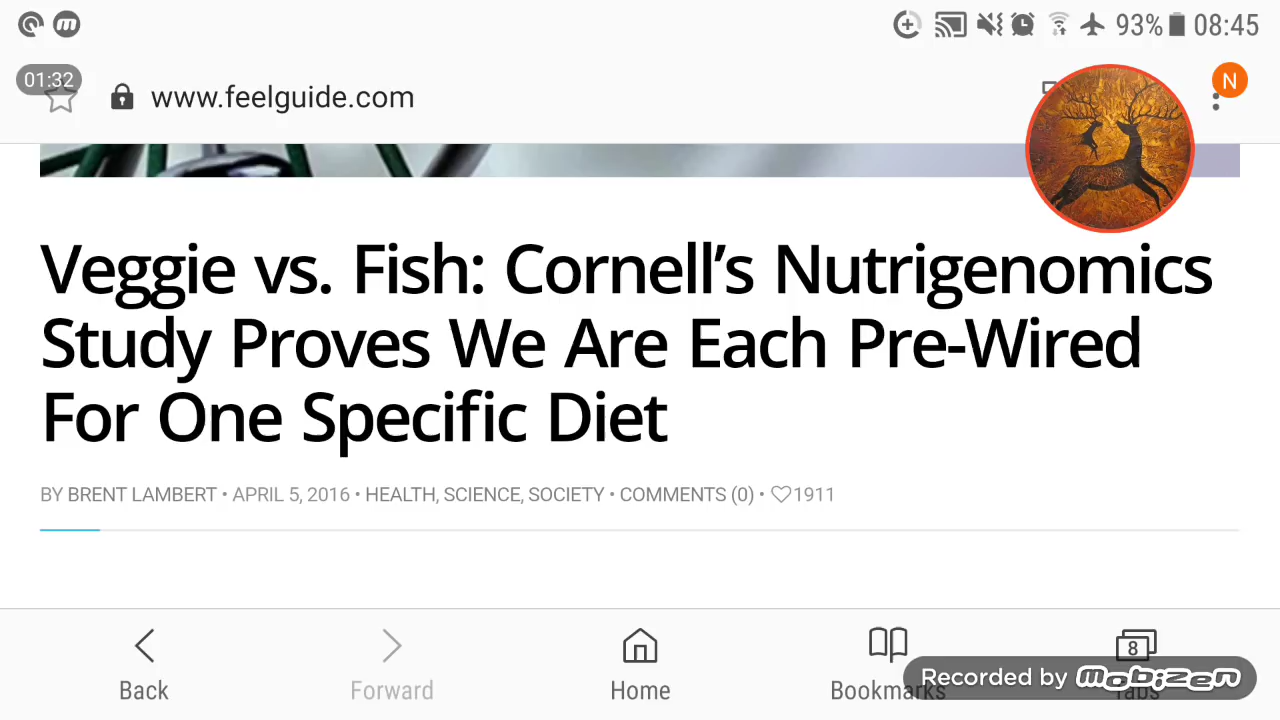 93% 08:45
01:32
www.feelguide.com
N
Veggie vs. Fish: Cornell’s Nutrigenomics
Study Proves We Are Each Pre-Wired
For One Specific Diet
BY BRENT LAMBERT • APRIL 5, 2016 • HEALTH, SCIENCE, SOCIETY • COMMENTS (0) • 1911
8
Back Forward Home Bookmarks Tabs
Recorded by mobizen